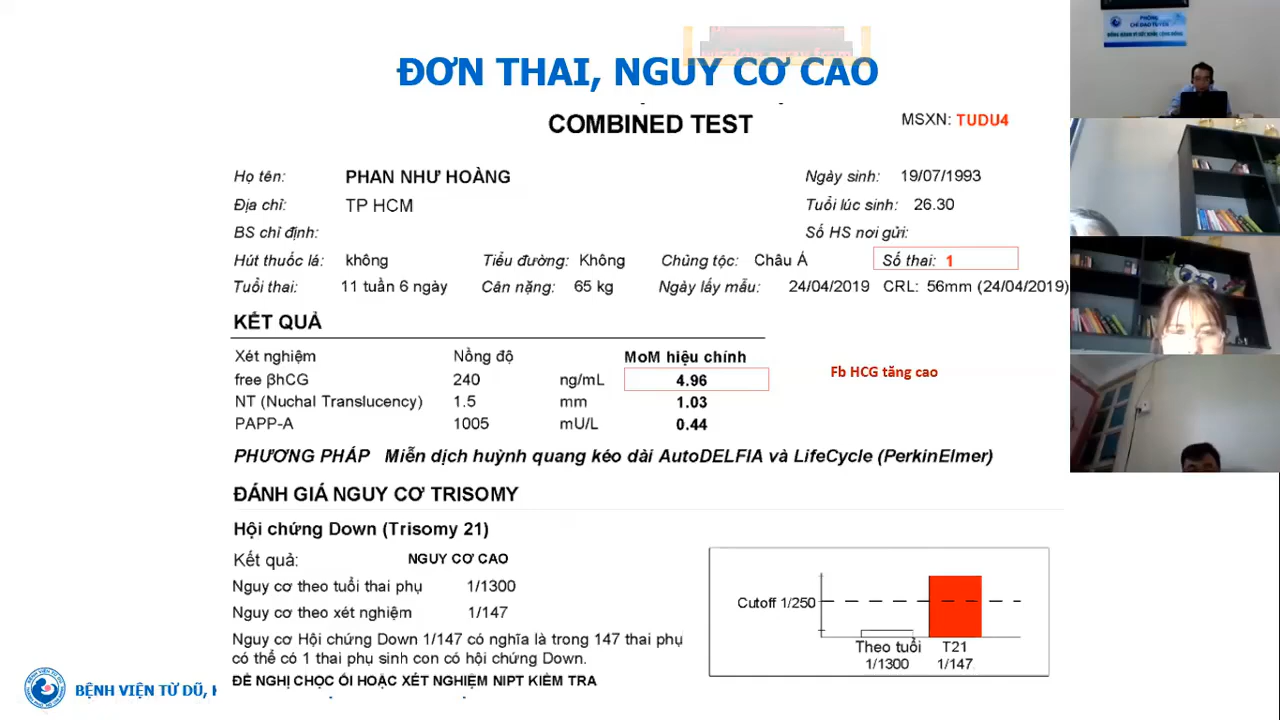 ĐƠN THAI, NGUY CƠ CAO
COMBINED TEST
MSXN: TUDU4
Họ tên: PHAN NHƯ HOÀNG Ngày sinh: 19/07/1993
Địa chỉ: TP HCM Tuổi lúc sinh: 26.30
BS chỉ định: Số HS nơi gửi:
Hút thuốc lá: không Tiểu đường: Không Chủng tộc: Châu Á Số thai: 1
Tuổi thai: 11 tuần 6 ngày Cân nặng: 65 kg Ngày lấy mẫu: 24/04/2019 CRL: 56mm (24/04/2019)
KẾT QUẢ
Xét nghiệm Nồng độ MoM hiệu chính
free βhCG 240 ng/mL 4.96
Fb HCG tăng cao
NT (Nuchal Translucency) 1.5 mm 1.03
PAPP-A 1005 mU/L 0.44
PHƯƠNG PHÁP Miễn dịch huỳnh quang kéo dài AutoDELFIA và LifeCycle (PerkinElmer)
ĐÁNH GIÁ NGUY CƠ TRISOMY
Hội chứng Down (Trisomy 21)
Kết quả: NGUY CƠ CAO
Nguy cơ theo tuổi thai phụ 1/1300
Nguy cơ theo xét nghiệm 1/147
Nguy cơ Hội chứng Down 1/147 có nghĩa là trong 147 thai phụ
có thể có 1 thai phụ sinh con có hội chứng Down.
ĐỀ NGHỊ CHỌC ỐI HOẶC XÉT NGHIỆM NIPT KIỂM TRA
Cutoff 1/250
Theo tuổi T21
1/1300 1/147
BỆNH VIỆN TỪ DŨ,
PHÒNG
CHỈ ĐẠO TUYẾN